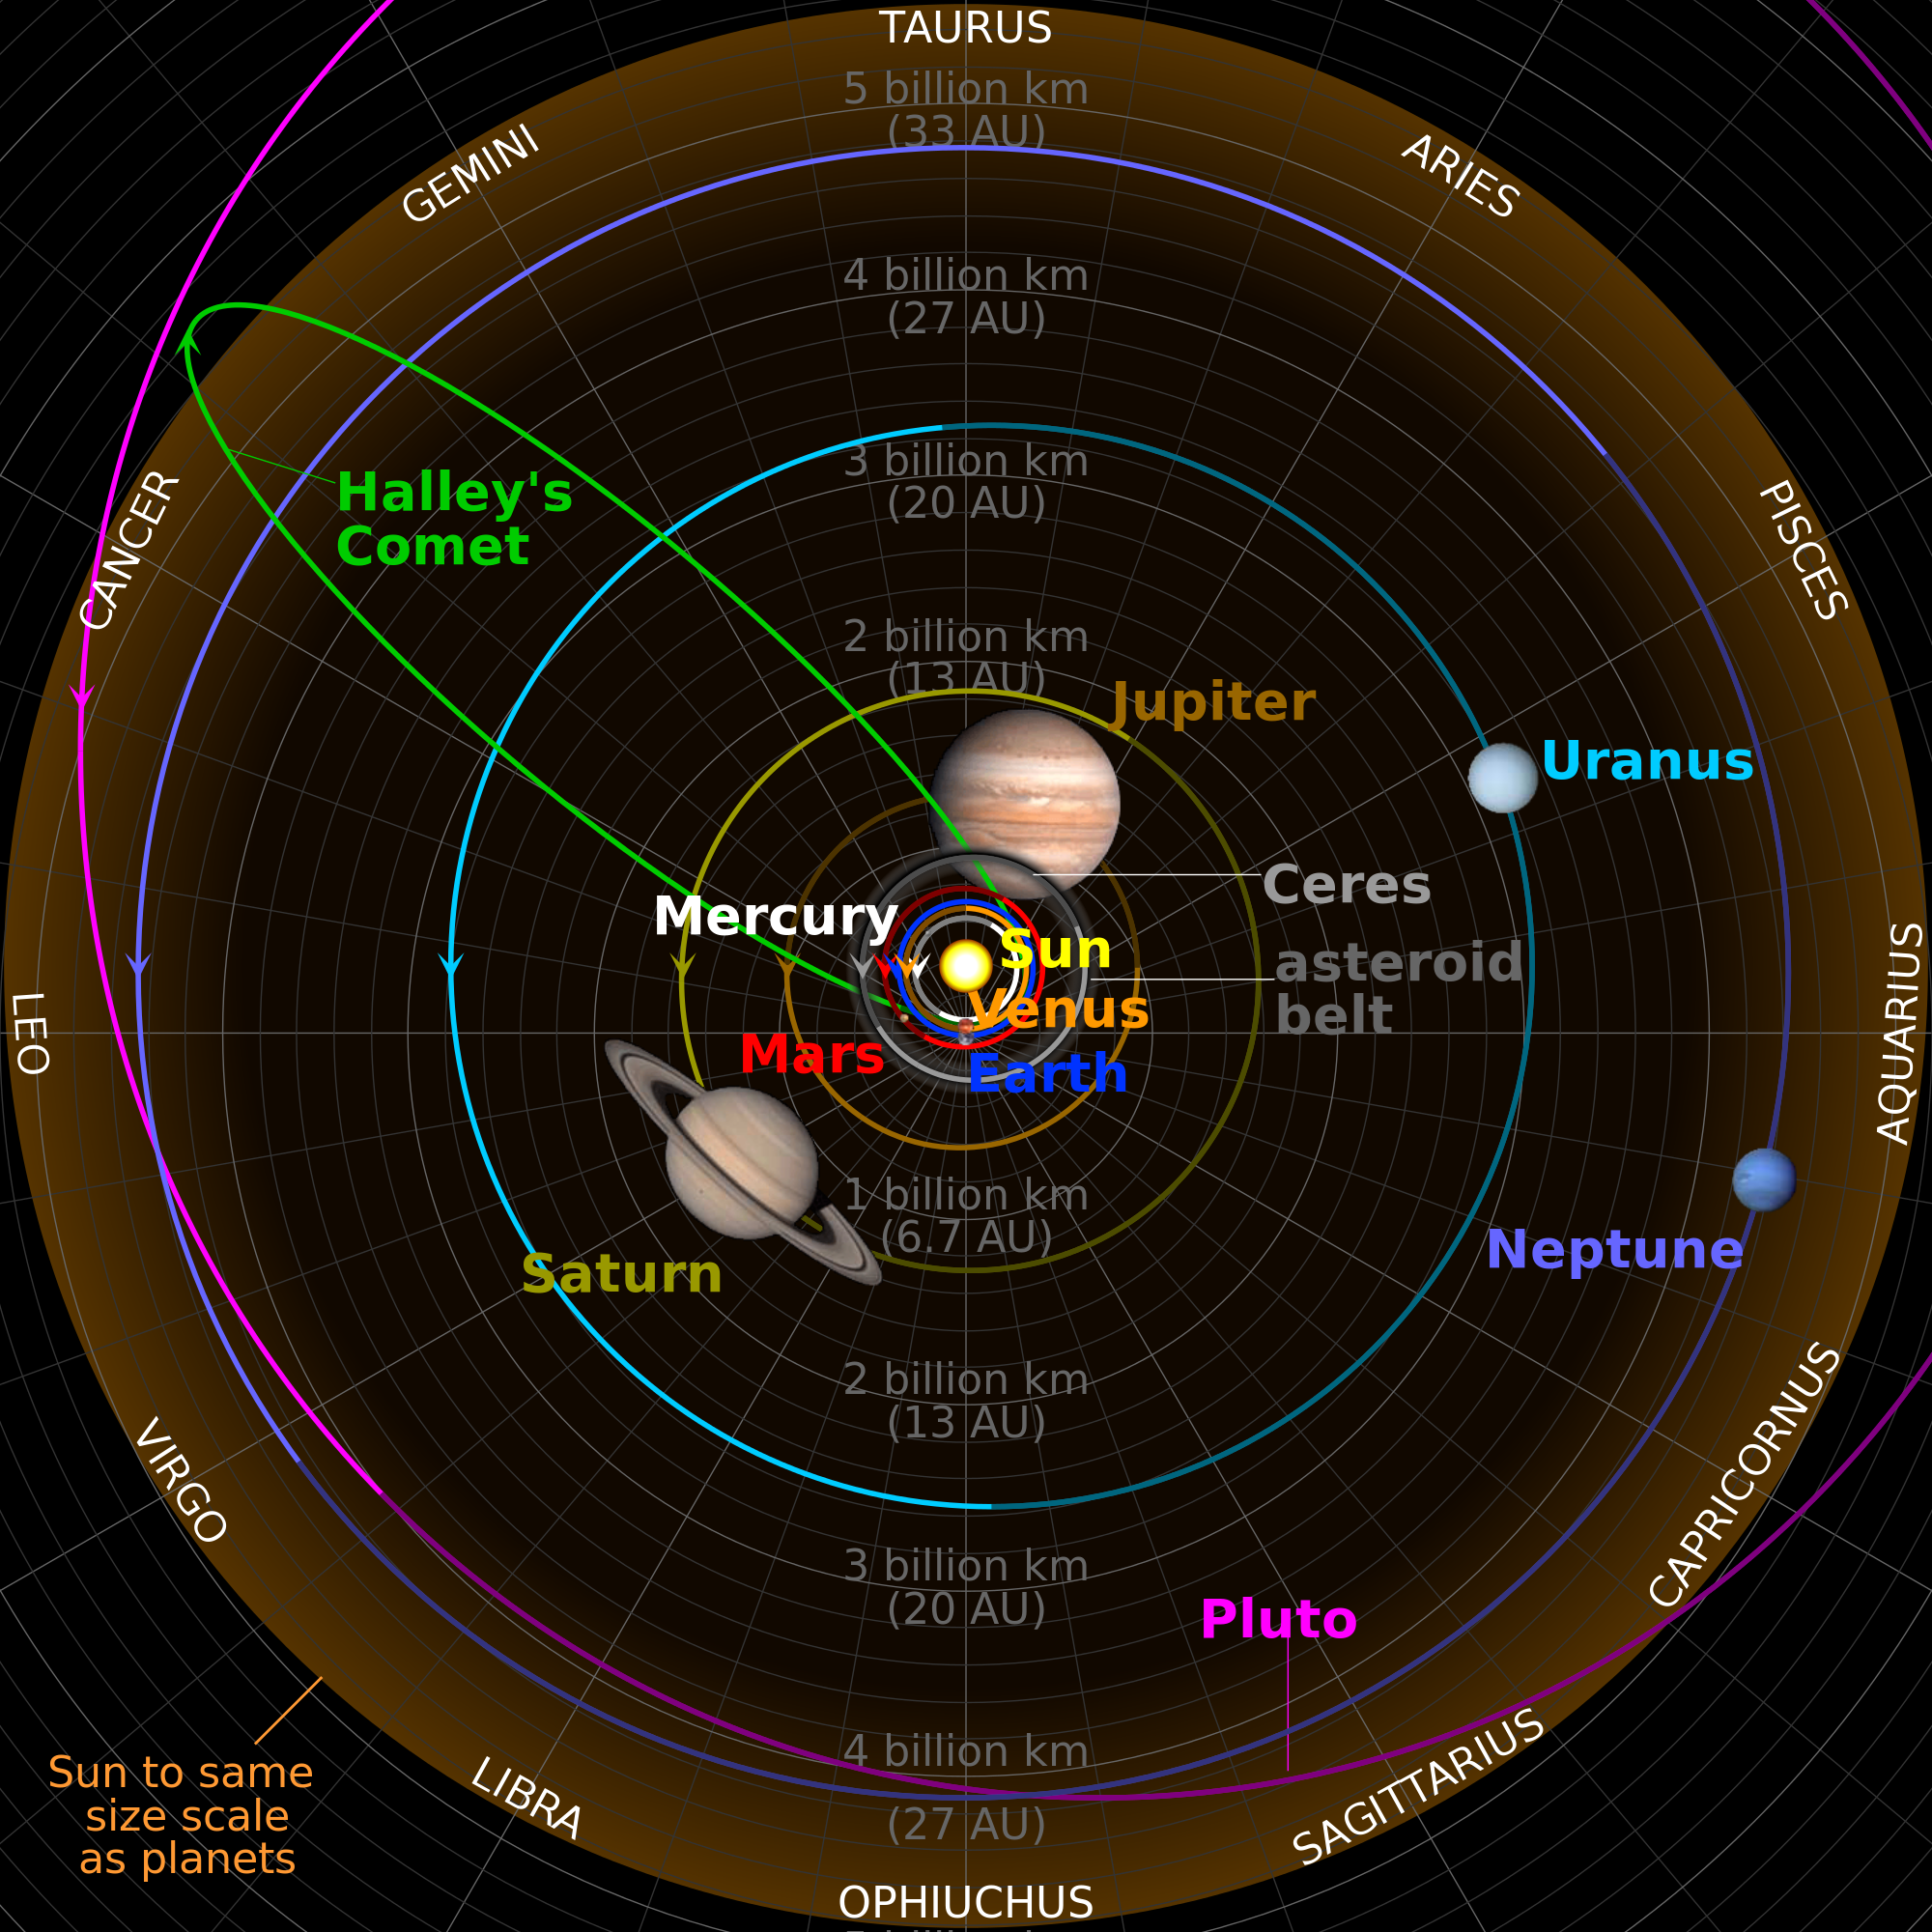 TAURUS
5 billion km
(33 AU)
GEMINI
ARIES
4 billion km
(27 AU)
3 billion km
(20 AU)
Halley's
Comet
CANCER
PISCES
2 billion km
(13 AU)
Jupiter
Uranus
Ceres
Mercury
Sun
asteroid
belt
Venus
Mars
Earth
LEO
AQUARIUS
1 billion km
(6.7 AU)
Saturn
Neptune
2 billion km
(13 AU)
VIRGO
CAPRICORNUS
3 billion km
(20 AU)
Pluto
4 billion km
(27 AU)
Sun to same
size scale
as planets
LIBRA
SAGITTARIUS
OPHIUCHUS